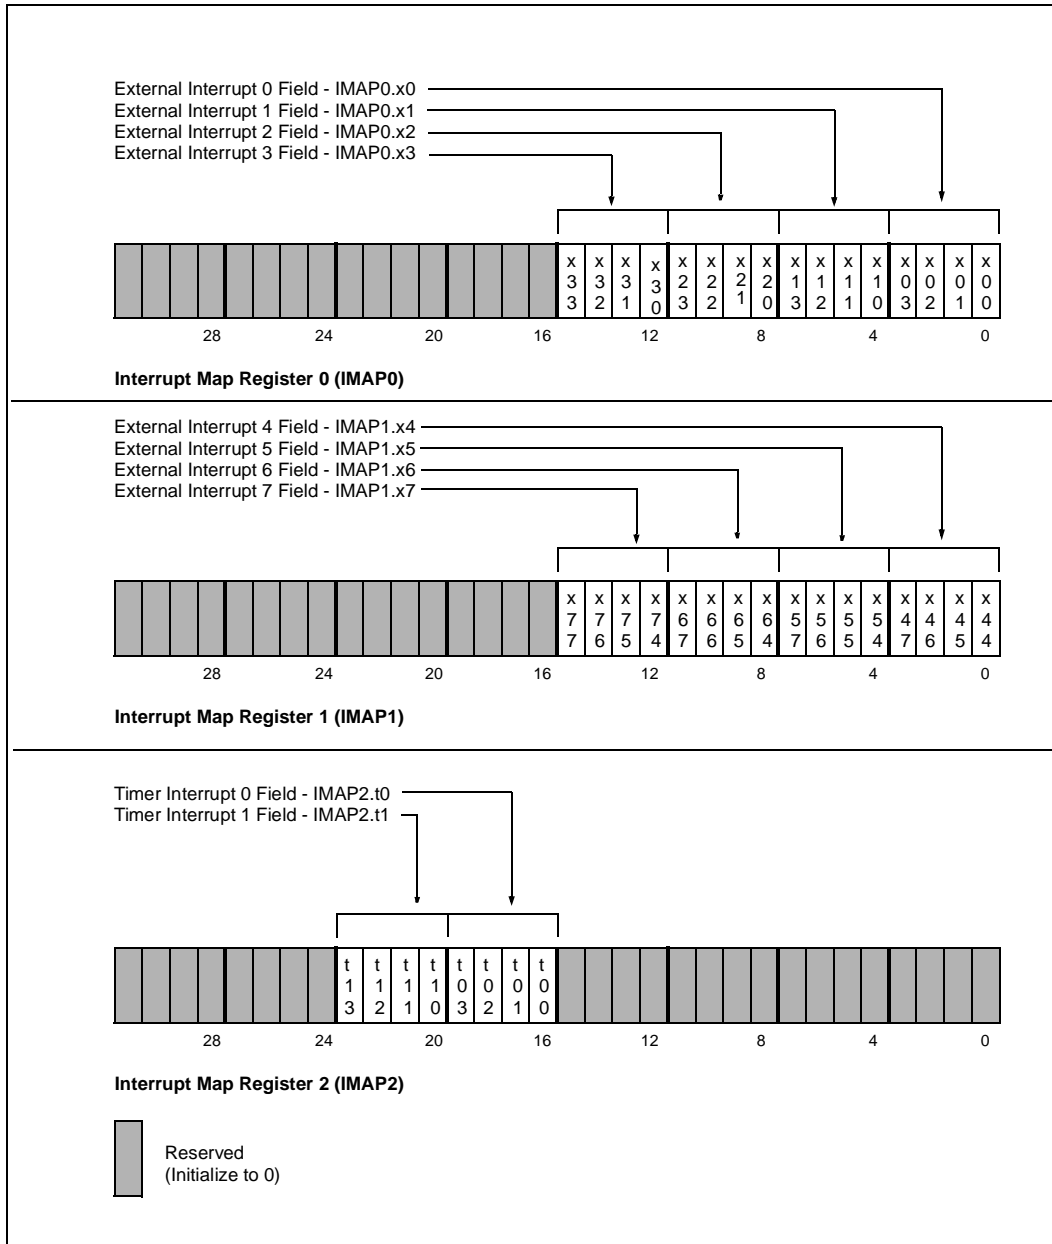 External Interrupt 0 Field - IMAP0.x0
External Interrupt 1 Field - IMAP0.x1
External Interrupt 2 Field - IMAP0.x2
External Interrupt 3 Field - IMAP0.x3
x33 x32 x31 x30 x23 x22 x21 x20 x13 x12 x11 x10 x03 x02 x01 x00
28 24 20 16 12 8 4 0
Interrupt Map Register 0 (IMAP0)
External Interrupt 4 Field - IMAP1.x4
External Interrupt 5 Field - IMAP1.x5
External Interrupt 6 Field - IMAP1.x6
External Interrupt 7 Field - IMAP1.x7
x77 x76 x75 x74 x67 x66 x65 x64 x57 x56 x55 x54 x47 x46 x45 x44
28 24 20 16 12 8 4 0
Interrupt Map Register 1 (IMAP1)
Timer Interrupt 0 Field - IMAP2.t0
Timer Interrupt 1 Field - IMAP2.t1
t13 t12 t11 t10 t03 t02 t01 t00
28 24 20 16 12 8 4 0
Interrupt Map Register 2 (IMAP2)
Reserved
(Initialize to 0)